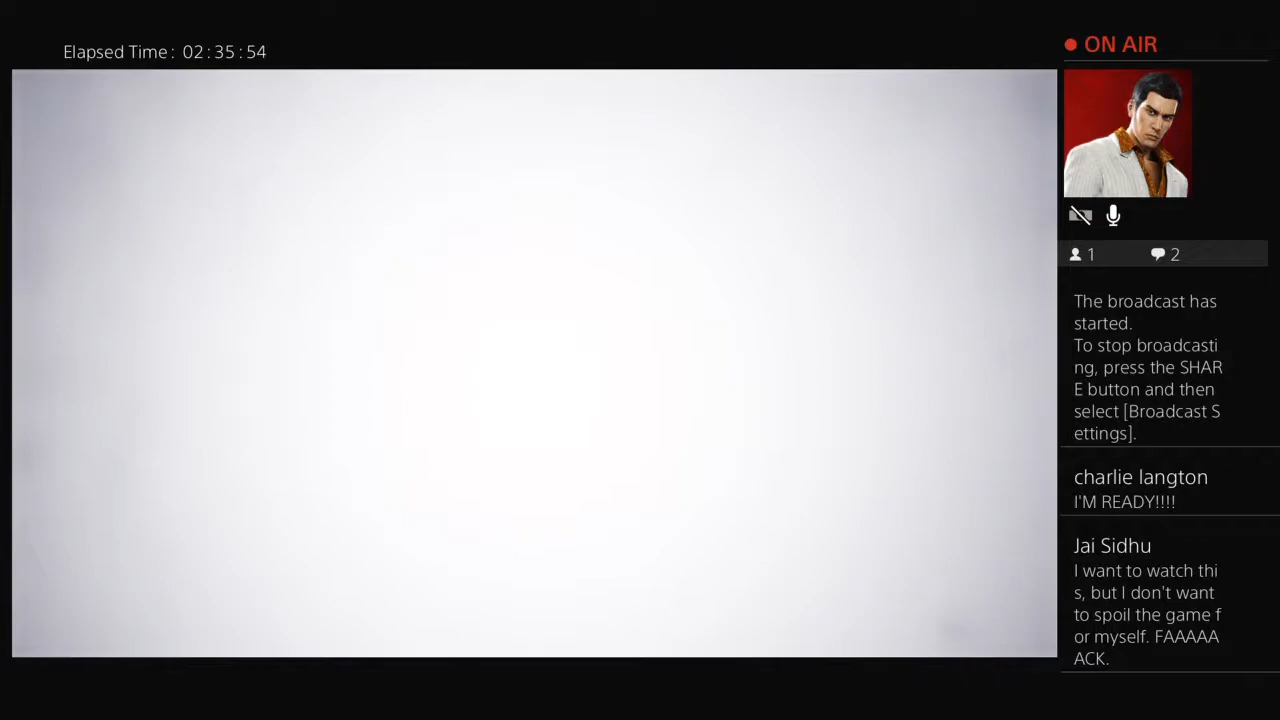 Elapsed Time: 02:35:54
ON AIR
1
2
The broadcast has
started.
To stop broadcasti
ng, press the SHAR
E button and then
select [Broadcast S
ettings].
charlie langton
I'M READY!!!!
Jai Sidhu
I want to watch thi
s, but I don't want
to spoil the game f
or myself. FAAAAA
ACK.